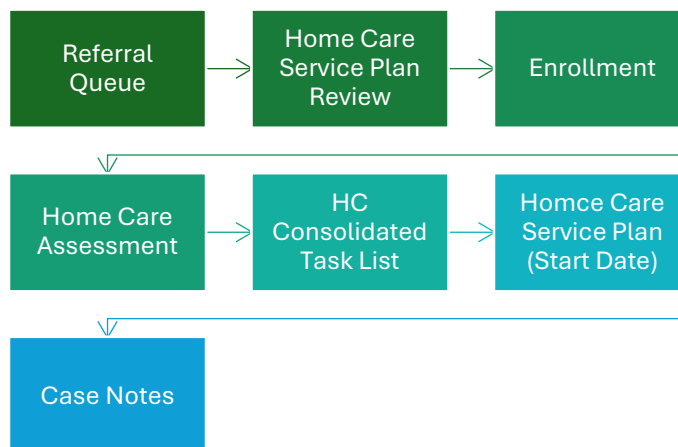 Referral
Queue
Home Care
Service Plan
Review
Enrollment
Home Care
Assessment
HC
Consolidated
Task List
Homce Care
Service Plan
(Start Date)
Case Notes